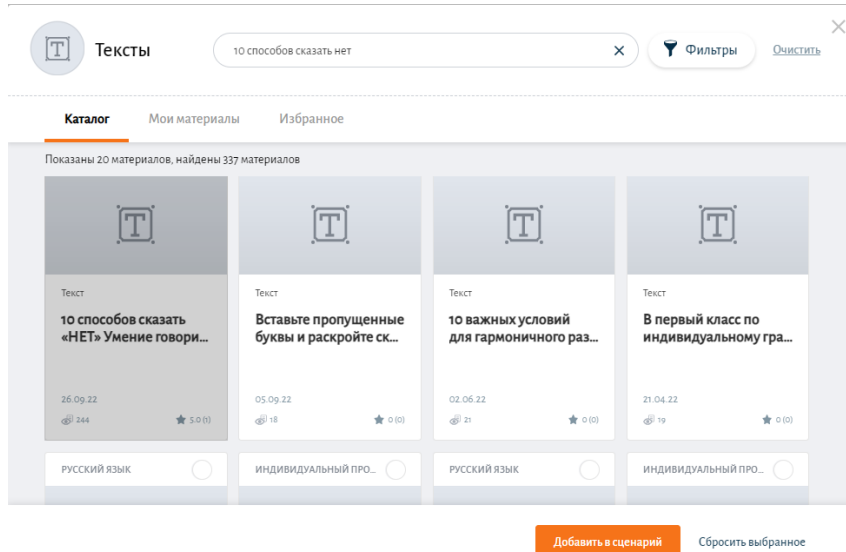 Тексты
10 способов сказать нет
Фильтры
Очистить
Каталог
Мои материалы
Избранное
Показаны 20 материалов, найдены 337 материалов
Текст
10 способов сказать
«НЕТ» Умение говори...
26.09.22
244
5.0 (1)
Текст
Вставьте пропущенные
буквы и раскройте ск...
05.09.22
18
0 (0)
Текст
10 важных условий
для гармоничного раз...
02.06.22
21
0 (0)
Текст
В первый класс по
индивидуальному гра...
21.04.22
19
0 (0)
РУССКИЙ ЯЗЫК
ИНДИВИДУАЛЬНЫЙ ПРО...
РУССКИЙ ЯЗЫК
ИНДИВИДУАЛЬНЫЙ ПРО...
Добавить в сценарий
Сбросить выбранное